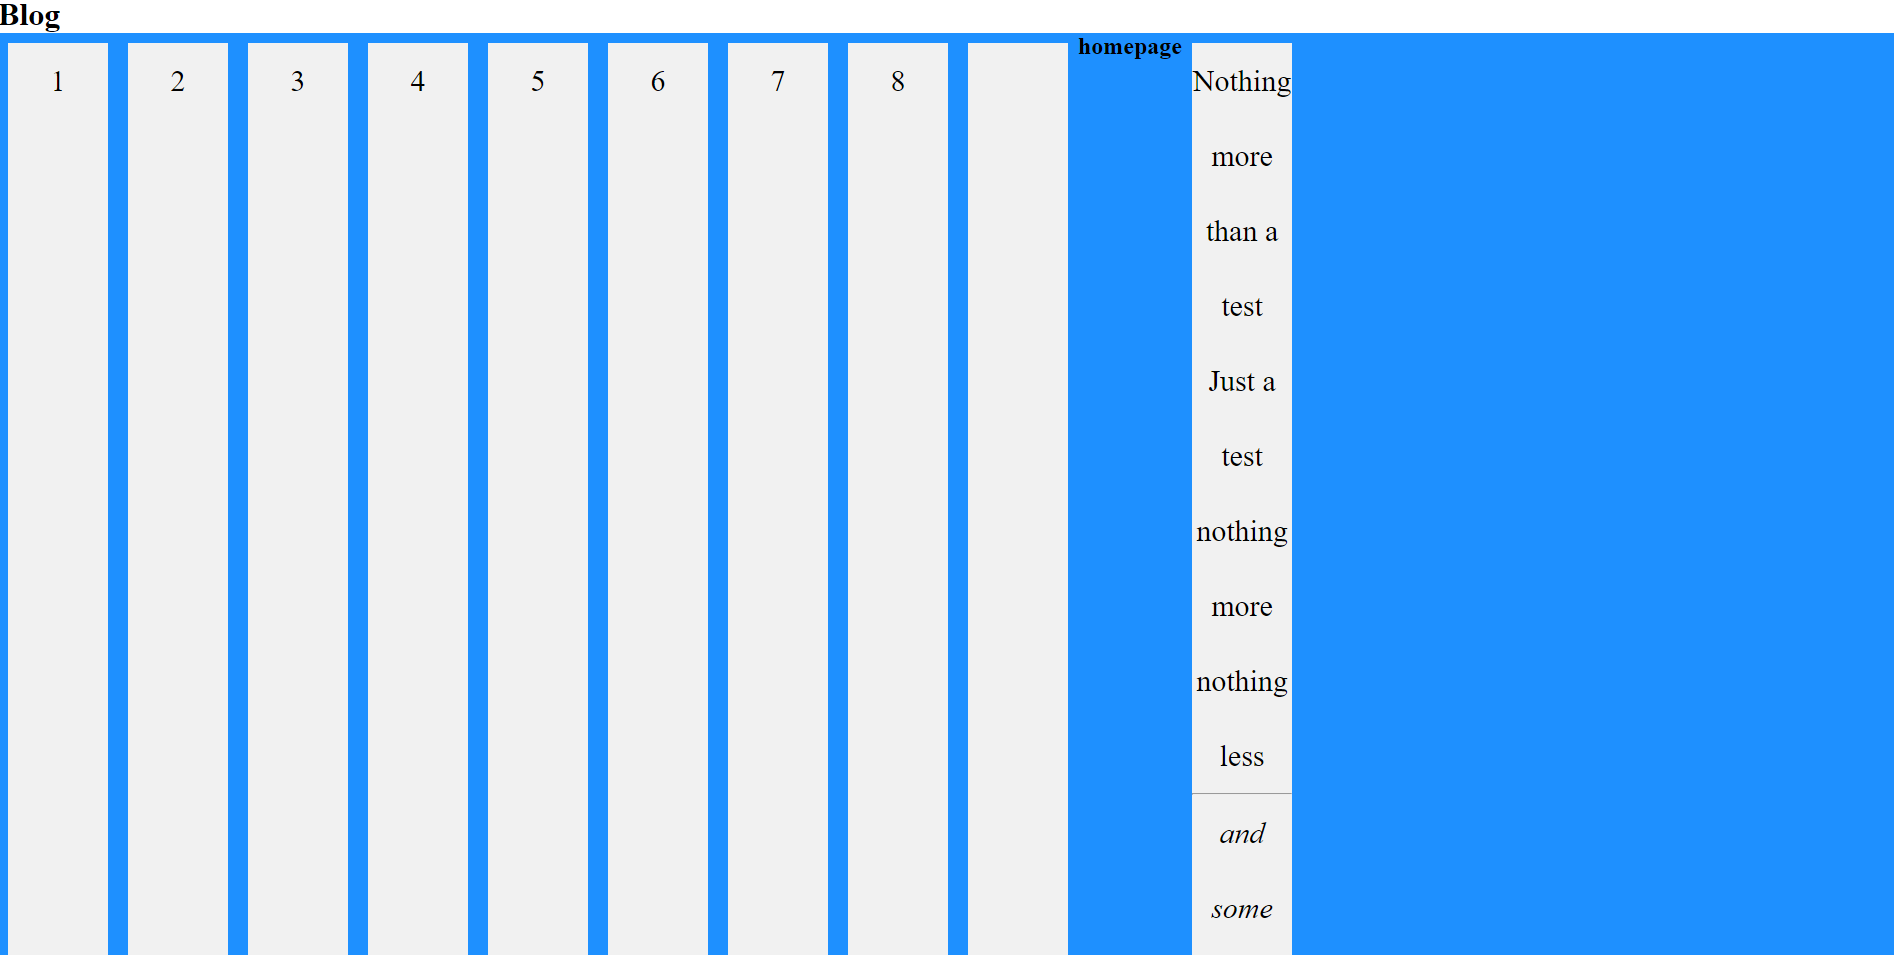 Blog
1 2 3 4 5 6 7 8
homepage
Nothing
more
than a
test
Just a
test
nothing
more
nothing
less
and
some